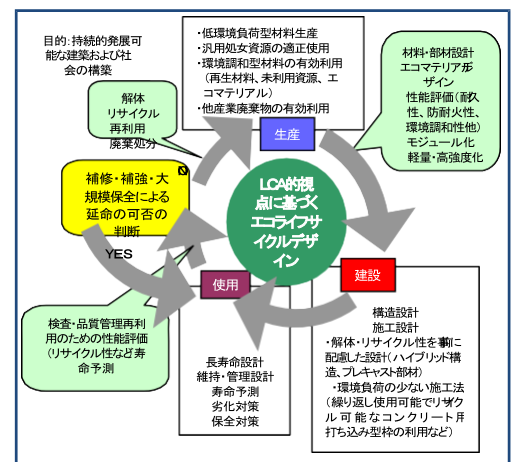 目的：持続的発展可
能な建築および社
会の構築
・低環境負荷型材料生産
・汎用処女資源の適正使用
・環境調和型材料の有効利用
（再生材料、未利用資源、エ
コマテリアル）
・他産業廃棄物の有効利用
生産
材料・部材設計
エコマテリアルデ
ザイン
性能評価（耐久
性、防耐火性、
環境調和性他）
モジュール化
軽量・高強度化
解体
リサイクル
再利用
廃棄処分
補修・補強・大
規模保全による
延命の可否の
判断
NO
YES
LCA的視
点に基づく
エコライフサ
イクルデザ
イン
建設
構造設計
施工設計
・解体・リサイクル性を事前に
配慮した設計（ハイブリッド構
造、プレキャスト部材）
・環境負荷の少ない施工法
（繰り返し使用可能でリサイク
ル可能なコンクリート用
打ち込み型枠の利用など）
使用
長寿命設計
維持・管理設計
寿命予測
劣化対策
保全対策
検査・品質管理再利
用のための性能評価
（リサイクル性など寿
命予測